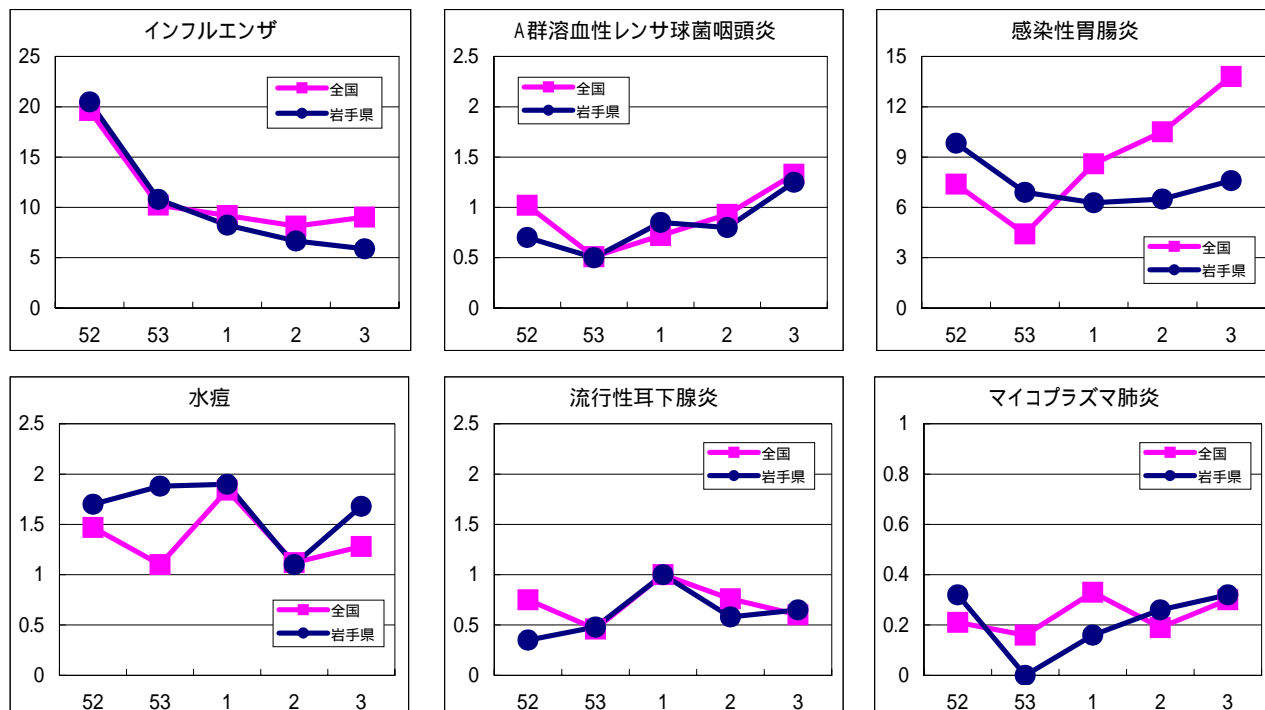 インフルエンザ
25
20
15
10
5
0
52 53 1 2 3
全国
岩手県
A群溶血性レンサ球菌咽頭炎
2.5
2
1.5
1
0.5
0
52 53 1 2 3
全国
岩手県
感染性胃腸炎
15
12
9
6
3
0
52 53 1 2 3
全国
岩手県
水痘
2.5
2
1.5
1
0.5
0
52 53 1 2 3
全国
岩手県
流行性耳下腺炎
2.5
2
1.5
1
0.5
0
52 53 1 2 3
全国
岩手県
マイコプラズマ肺炎
1
0.8
0.6
0.4
0.2
0
52 53 1 2 3
全国
岩手県